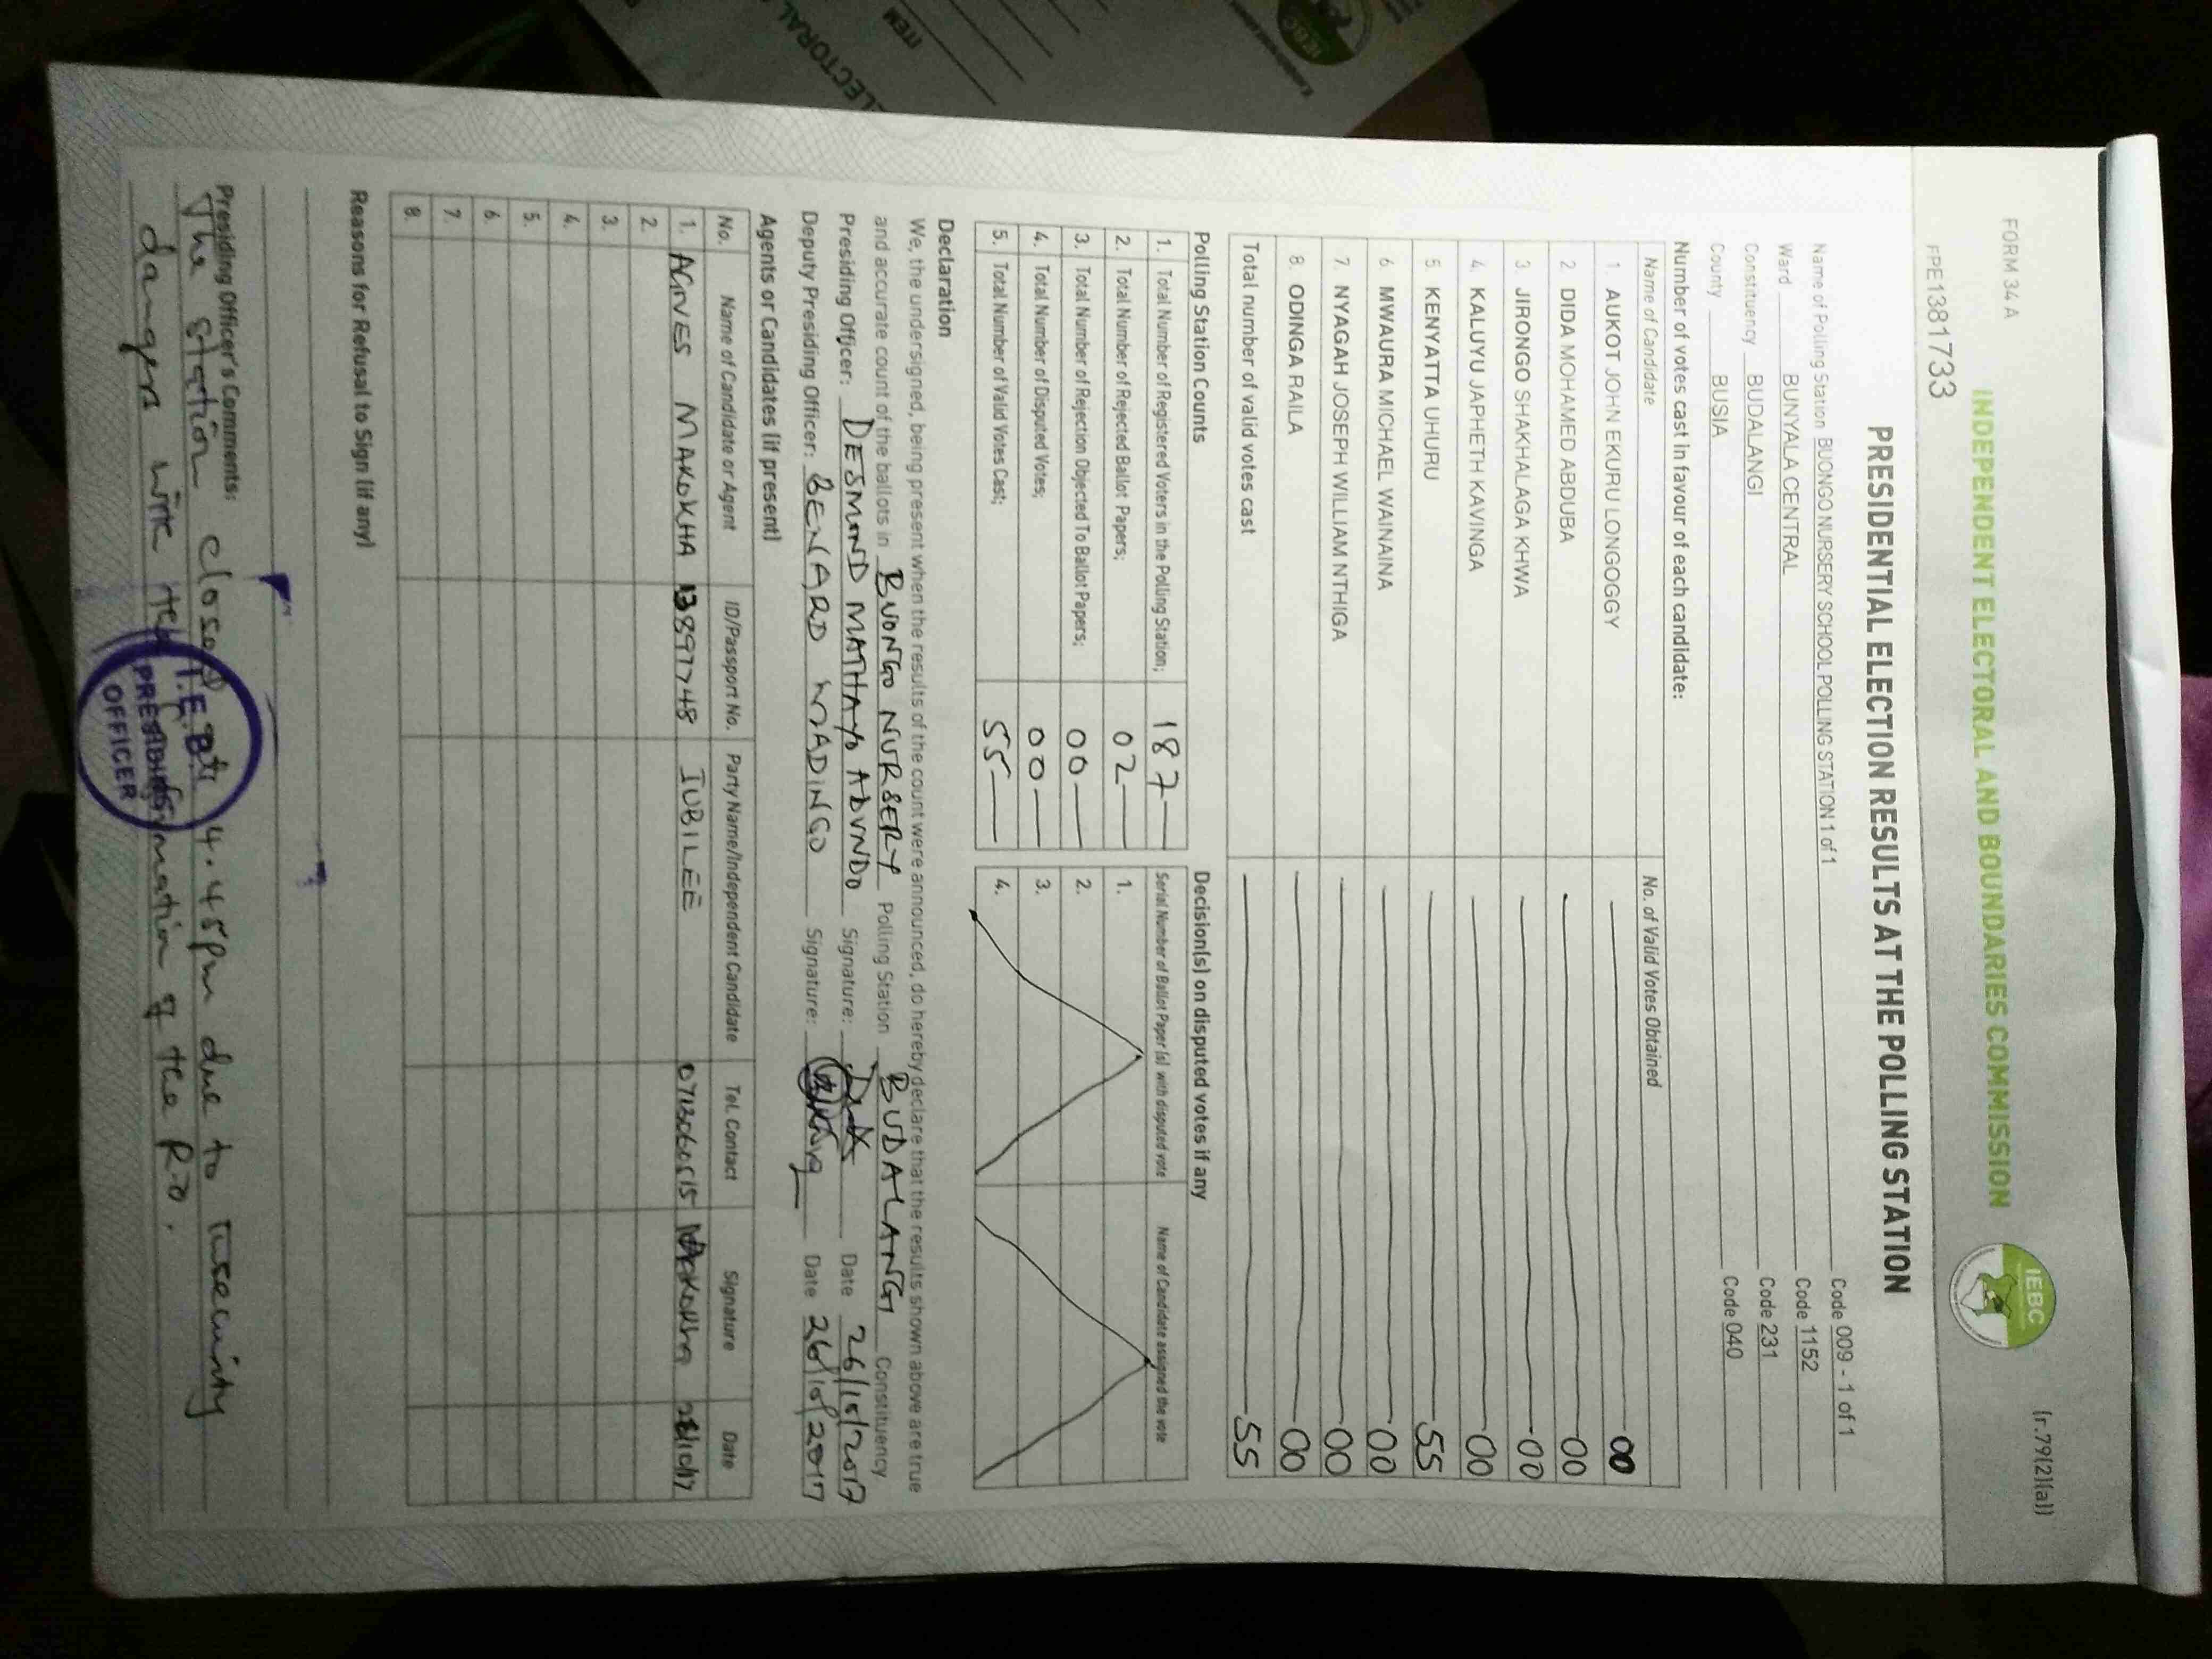 FORM 34 A
(r.79(2)(a))
INDEPENDENT ELECTORAL AND BOUNDARIES COMMISSION
IEBC
FPE1381733
PRESIDENTIAL ELECTION RESULTS AT THE POLLING STATION
Name of Polling Station BUONGO NURSERY SCHOOL POLLING STATION 1 of 1 Code 009 - 1 of 1
Ward BUNYALA CENTRAL Code 1152
Constituency BUDALANGI Code 231
County BUSIA Code 040
Number of votes cast in favour of each candidate:
Name of Candidate No. of Valid Votes Obtained
1. AUKOT JOHN EKURU LONGOGGY 00
2. DIDA MOHAMED ABDUBA 00
3. JIRONGO SHAKHALAGA KHWA 00
4. KALUYU JAPHETH KAVINGA 00
5. KENYATTA UHURU 55
6. MWAURA MICHAEL WAINAINA 00
7. NYAGAH JOSEPH WILLIAM NTHIGA 00
8. ODINGA RAILA 00
Total number of valid votes cast 55
Polling Station Counts
1. Total Number of Registered Voters in the Polling Station; 187
2. Total Number of Rejected Ballot Papers; 02
3. Total Number of Rejection Objected To Ballot Papers; 00
4. Total Number of Disputed Votes; 00
5. Total Number of Valid Votes Cast; 55
Decision(s) on disputed votes if any
Serial Number of Ballot Paper (s) with disputed vote Name of Candidate assigned the vote
1.
2.
3.
4.
Declaration
We, the undersigned, being present when the results of the count were announced, do hereby declare that the results shown above are true
and accurate count of the ballots in BUONGO NURSERY Polling Station BUDALANGI Constituency
Presiding Officer: DESMOND MATHAYO ADUNDO Signature: Date 26/10/2017
Deputy Presiding Officer: BENARD WADINGO Signature: Date 26/10/2017
Agents or Candidates (if present)
No. Name of Candidate or Agent ID/Passport No. Party Name/Independent Candidate Tel. Contact Signature Date
1. AGNES MAKOKHA 13897748 JUBILEE 0713060515 Makokha
2.
3.
4.
5.
6.
7.
8.
Reasons for Refusal to Sign (if any)
Presiding Officer's Comments:
The station closed at 4.45pm due to insecurity
dangers with the information of the R.O.
I.E.B.C
PRESIDING
OFFICER
ELECTORAL
ITEM
IEBC